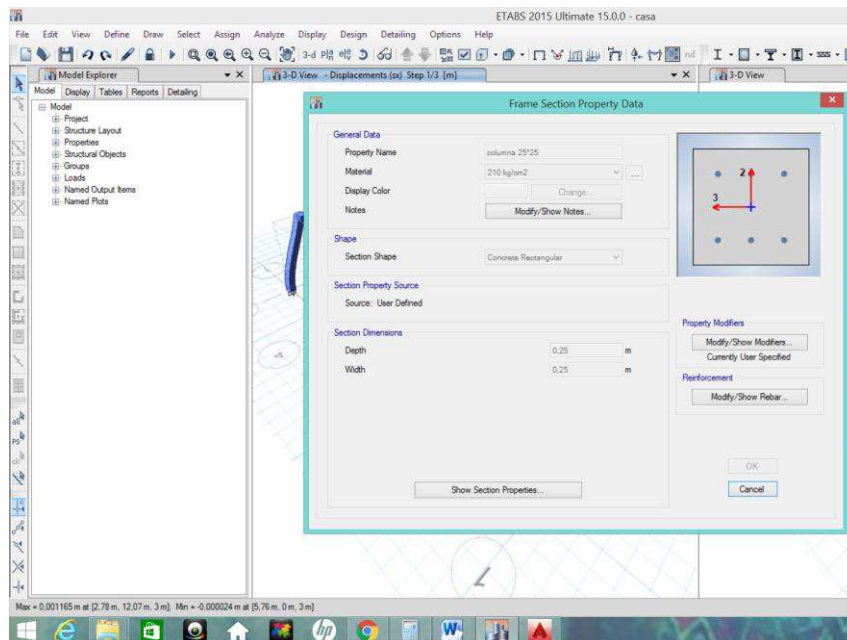 ETABS 2015 Ultimate 15.0.0 - casa
File Edit View Define Draw Select Assign Analyze Display Design Detailing Options Help
3-d
nd
Model Explorer
3-D View - Displacements (sx) Step 1/3 [m]
3-D View
Model Display Tables Reports Detailing
Model
Project
Structure Layout
Properties
Structural Objects
Groups
Loads
Named Output Items
Named Plots
Frame Section Property Data
General Data
Property Name columna 25*25
Material 210 kg/cm2 ...
Display Color Change...
Notes Modify/Show Notes...
Shape
Section Shape Concrete Rectangular
Section Property Source
Source: User Defined
Section Dimensions
Depth 0,25 m
Width 0,25 m
2
3
Property Modifiers
Modify/Show Modifiers...
Currently User Specified
Reinforcement
Modify/Show Rebar...
OK
Cancel
Show Section Properties...
all
PS
clr
Max = 0,001165 m at [2,78 m, 12,07 m, 3 m]; Min = -0,000024 m at [5,76 m, 0 m, 3 m]
hp
W